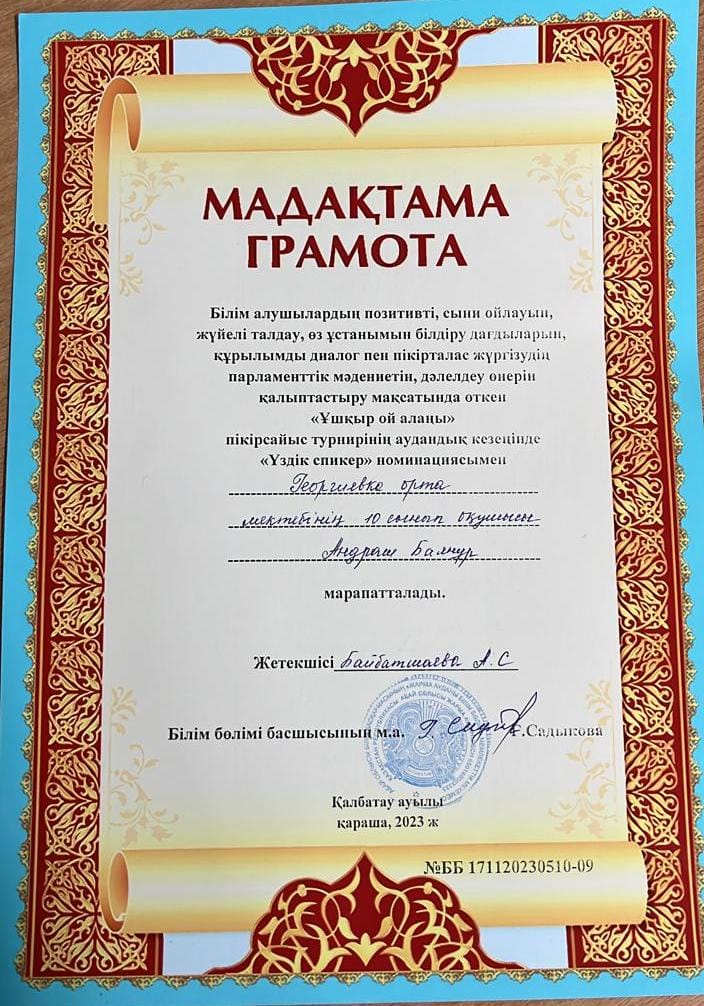 МАДАҚТАМА
ГРАМОТА
Білім алушылардың позитивті, сыни ойлауын,
жүйелі талдау, өз ұстанымын білдіру дағдыларын,
құрылымды диалог пен пікірталас жүргізудің
парламенттік мәдениетін, дәлелдеу өнерін
қалыптастыру мақсатында өткен
«Ұшқыр ой алаңы»
пікірсайыс турнирінің аудандық кезеңінде
«Үздік спикер» номинациясымен
Георгиевка орта
мектебінің 10 сынып оқушысы
Андраш Баянур
марапатталады.
Жетекшісі Байбатшаева А.С
Білім бөлімі басшысының м.а. Г.Садыкова
Қалбатау ауылы
қараша, 2023 ж
№ББ 171120230510-09